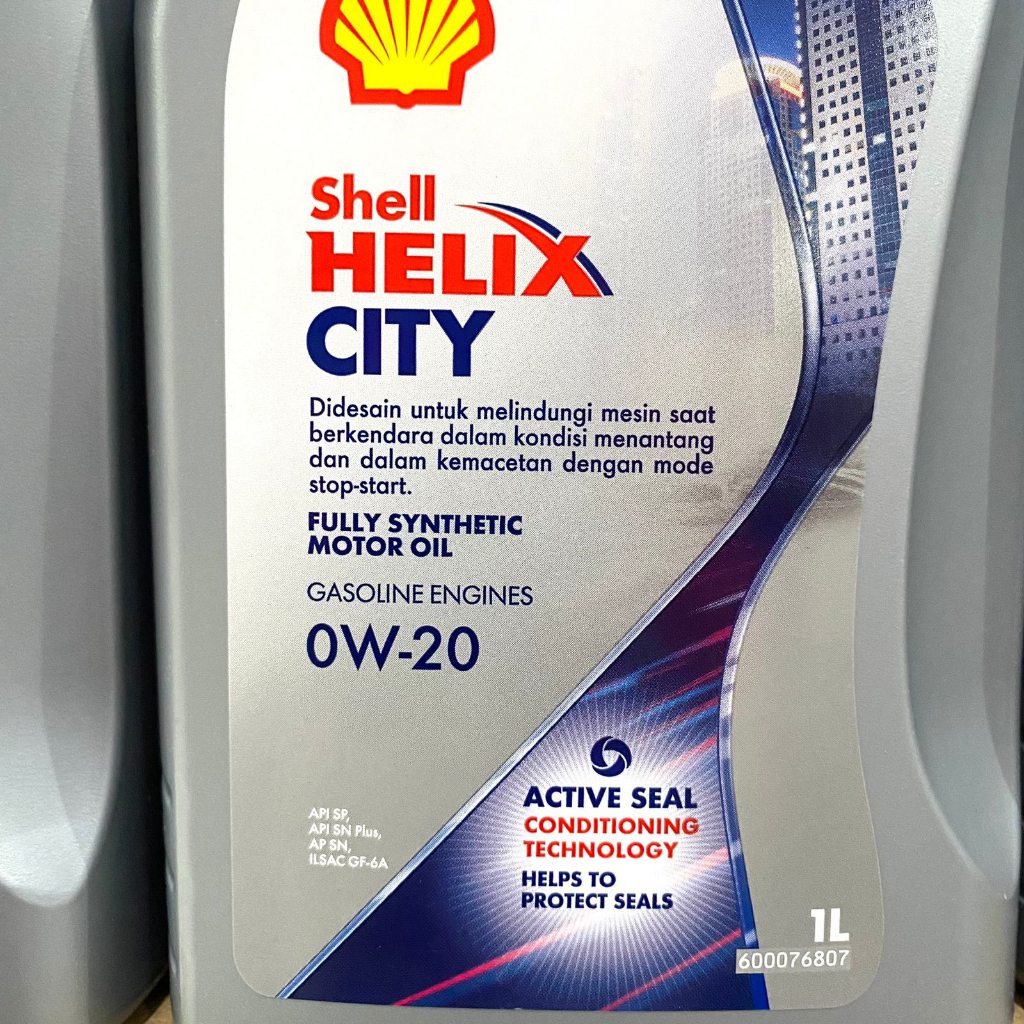 Shell
HELIX
CITY
Didesain untuk melindungi mesin saat
berkendara dalam kondisi menantang
dan dalam kemacetan dengan mode
stop-start.
FULLY SYNTHETIC
MOTOR OIL
GASOLINE ENGINES
0W-20
API SP,
API SN Plus,
AP SN,
ILSAC GF-6A
ACTIVE SEAL
CONDITIONING
TECHNOLOGY
HELPS TO
PROTECT SEALS
1L
600076807